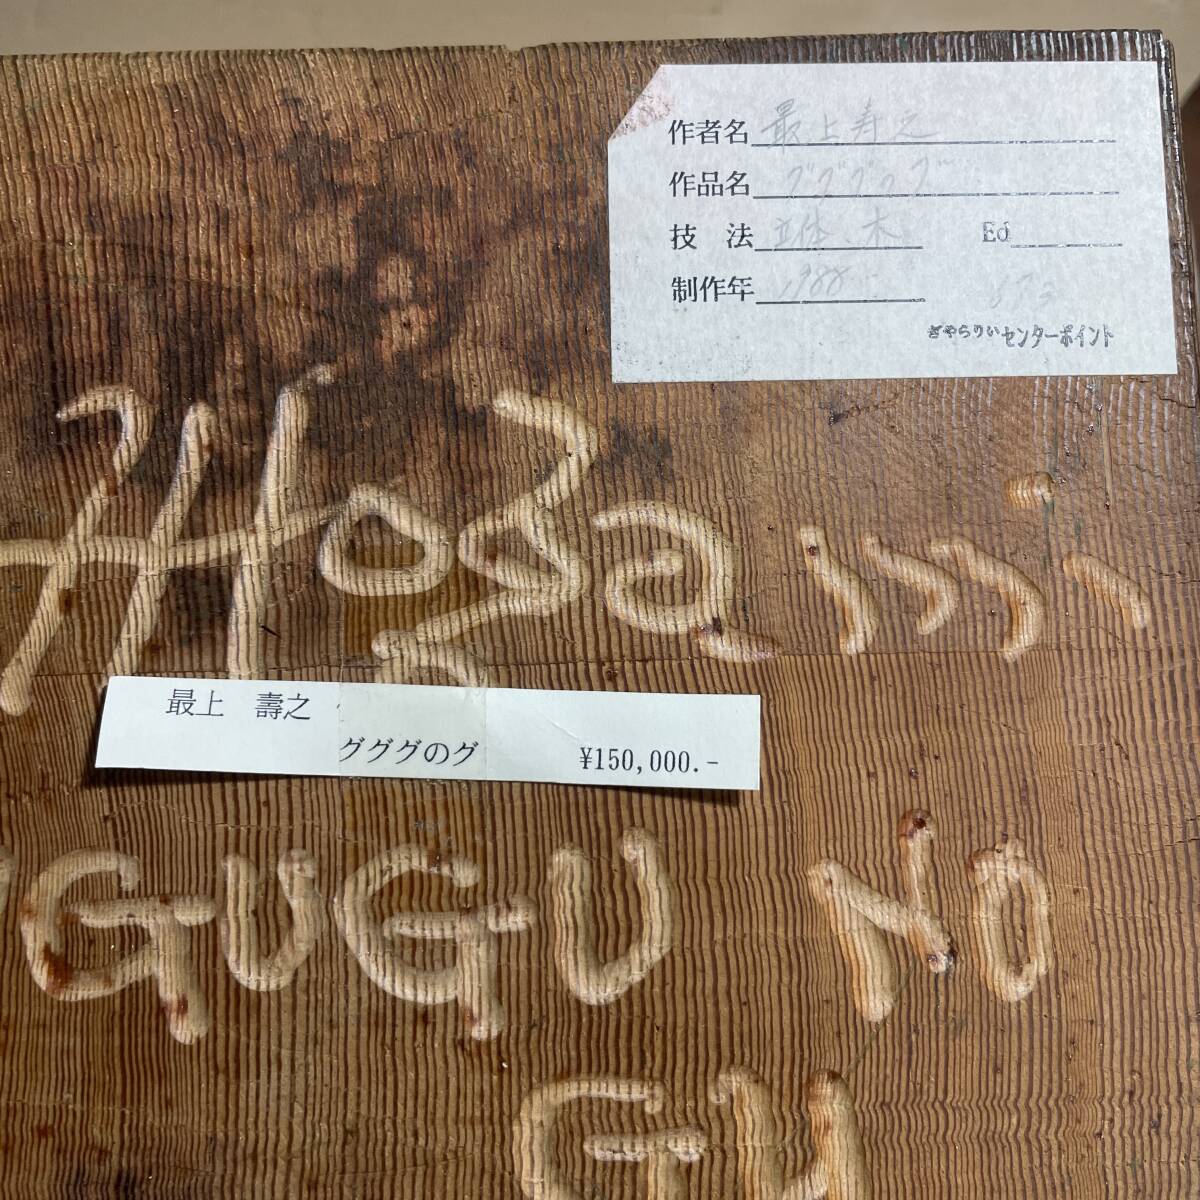 作者名 最上寿之
作品名 グググのグ
技 法 立体、木 Ed
制作年 1988
ぎゃらりいセンターポイント
Hogami
最上 壽之
グググのグ ¥150,000.-
GUGU NO
GU